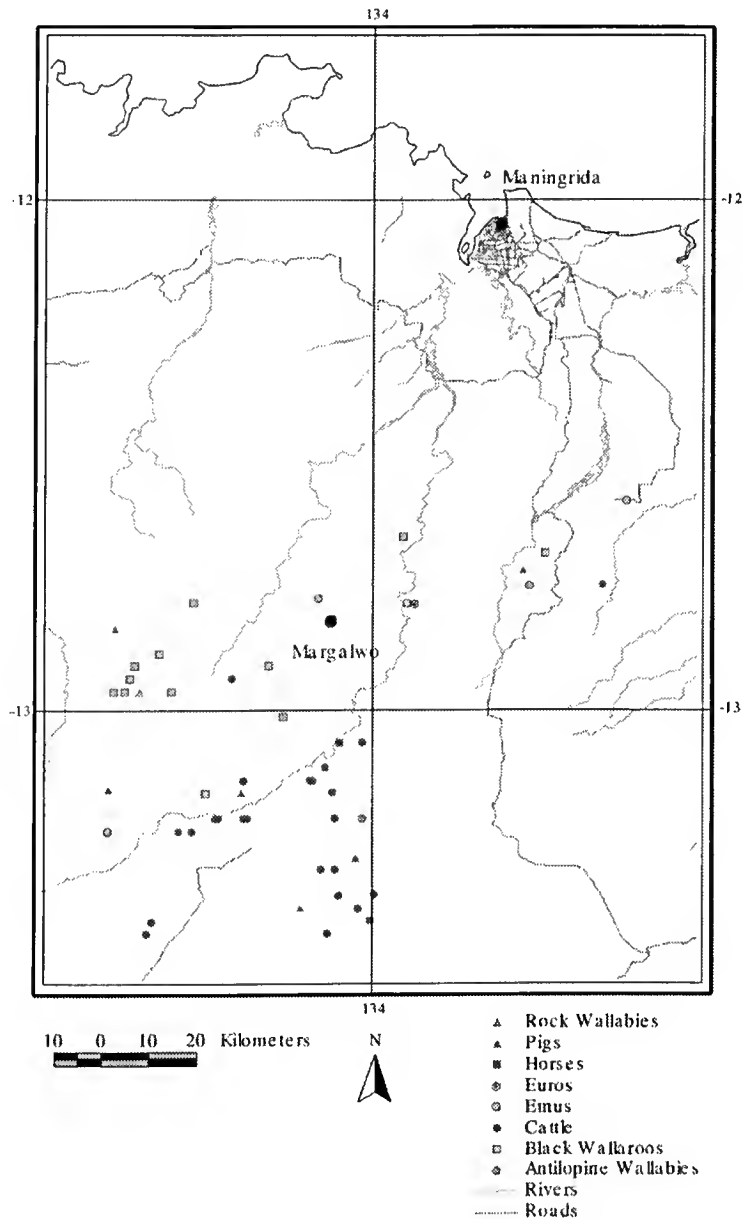 134
Maningrida
-12 -12
Margalwo
-13 -13
134
10 0 10 20 Kilometers
N
Rock Wallabies
Pigs
Horses
Euros
Emus
Cattle
Black Wallaroos
Antilopine Wallabies
Rivers
Roads